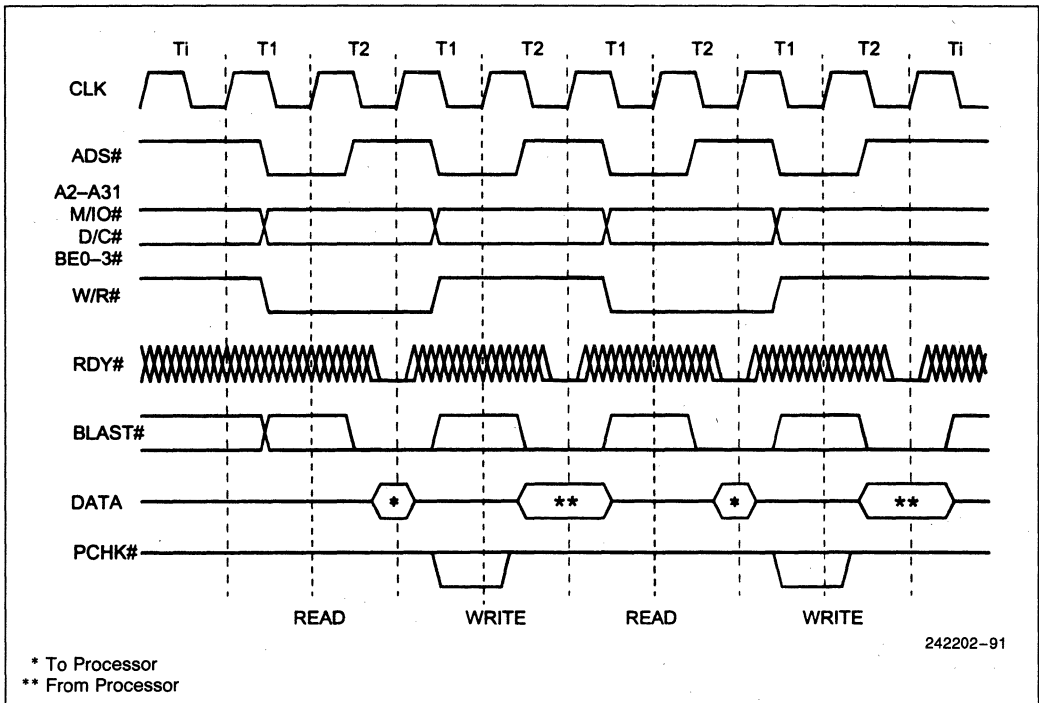 Ti T1 T2 T1 T2 T1 T2 T1 T2 Ti
CLK
ADS#
A2–A31
M/IO#
D/C#
BE0–3#
W/R#
RDY#
BLAST#
DATA * ** * **
PCHK#
READ WRITE READ WRITE
242202–91
* To Processor
** From Processor